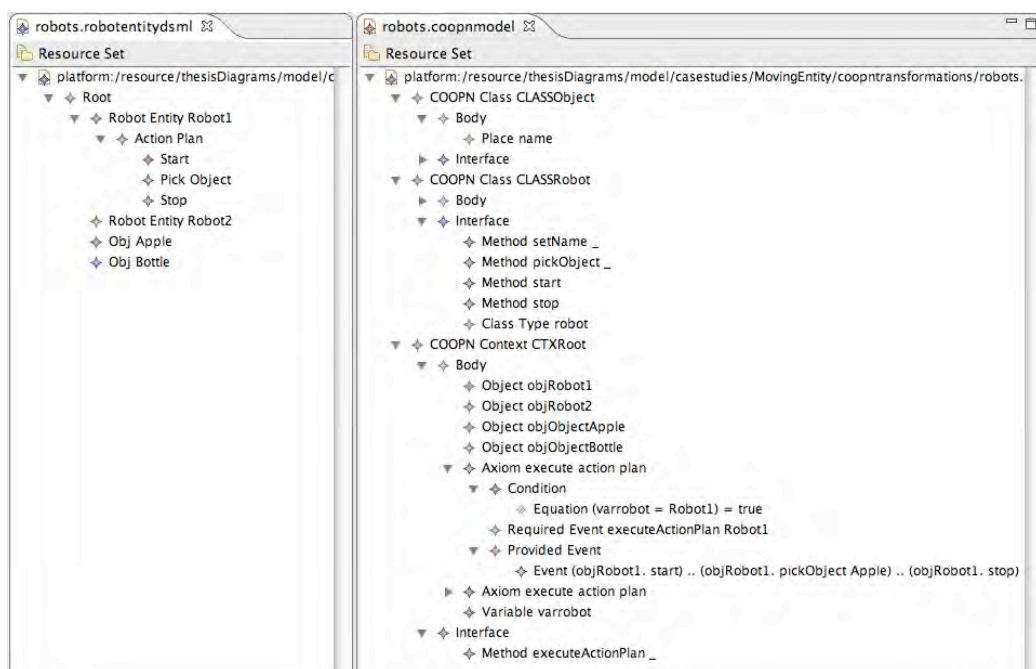 robots.robotentitydsml
Resource Set
platform:/resource/thesisDiagrams/model/c
Root
Robot Entity Robot1
Action Plan
Start
Pick Object
Stop
Robot Entity Robot2
Obj Apple
Obj Bottle
robots.coopnmodel
Resource Set
platform:/resource/thesisDiagrams/model/casestudies/MovingEntity/coopntransformations/robots.
COOPN Class CLASSObject
Body
Place name
Interface
COOPN Class CLASSRobot
Body
Interface
Method setName _
Method pickObject _
Method start
Method stop
Class Type robot
COOPN Context CTXRoot
Body
Object objRobot1
Object objRobot2
Object objObjectApple
Object objObjectBottle
Axiom execute action plan
Condition
Equation (varrobot = Robot1) = true
Required Event executeActionPlan Robot1
Provided Event
Event (objRobot1. start) .. (objRobot1. pickObject Apple) .. (objRobot1. stop)
Axiom execute action plan
Variable varrobot
Interface
Method executeActionPlan _